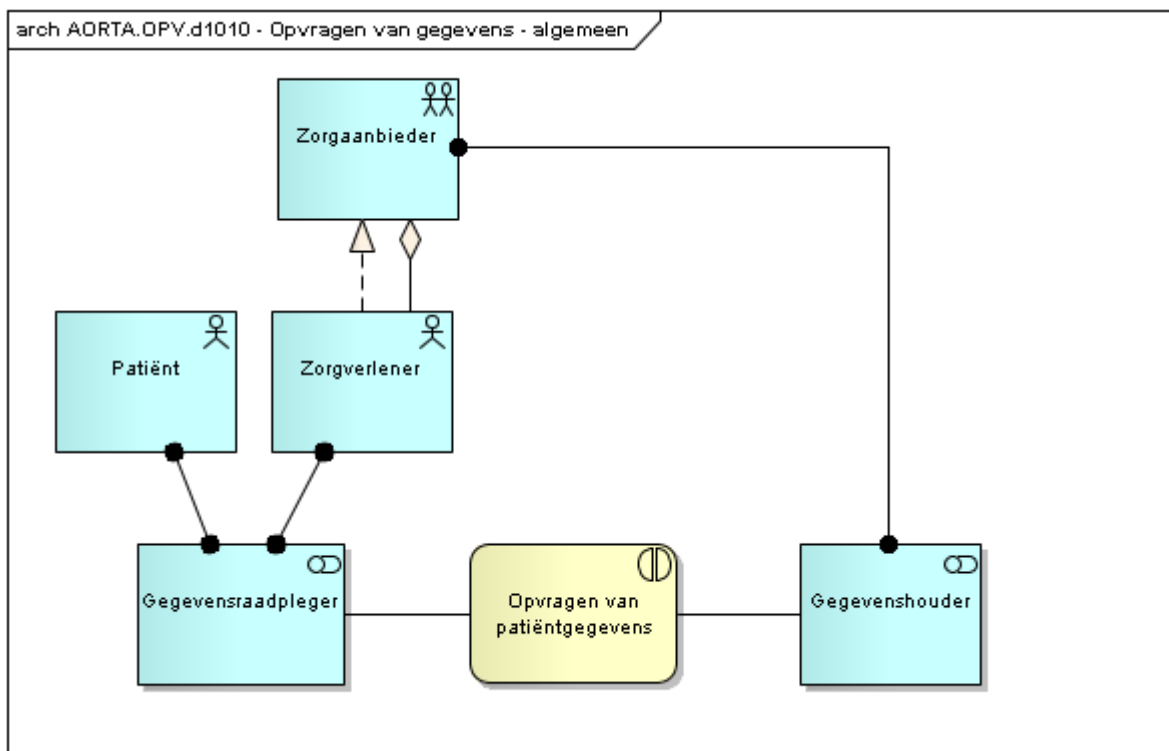 arch AORTA.OPV.d1010 - Opvragen van gegevens - algemeen
Zorgaanbieder
Patiënt
Zorgverlener
Gegevensraadpleger
Opvragen van
patiëntgegevens
Gegevenshouder